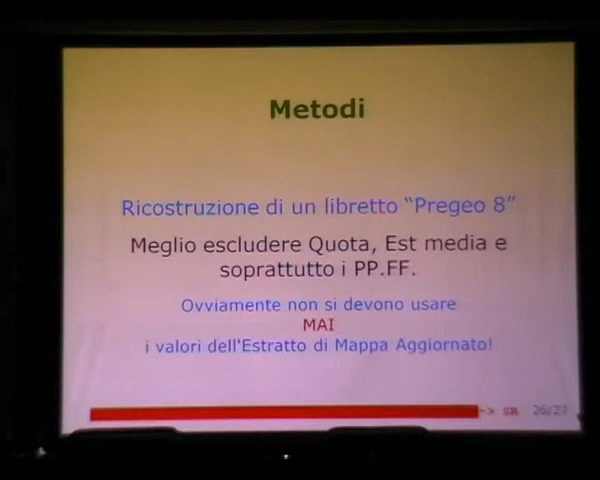 Metodi
Ricostruzione di un libretto “Pregeo 8”
Meglio escludere Quota, Est media e
soprattutto i PP.FF.
Ovviamente non si devono usare
MAI
i valori dell'Estratto di Mappa Aggiornato!
-> SR 26/27